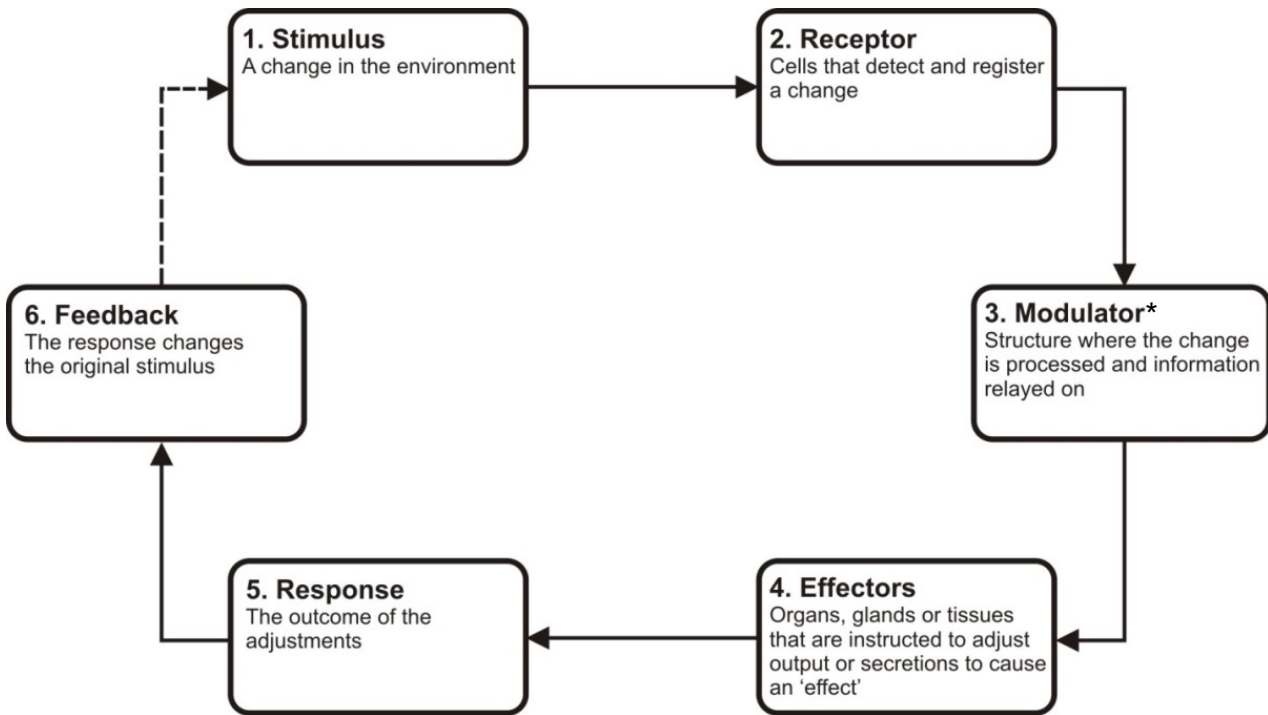 1. Stimulus
A change in the environment
2. Receptor
Cells that detect and register
a change
3. Modulator*
Structure where the change
is processed and information
relayed on
4. Effectors
Organs, glands or tissues
that are instructed to adjust
output or secretions to cause
an ‘effect’
5. Response
The outcome of the
adjustments
6. Feedback
The response changes
the original stimulus